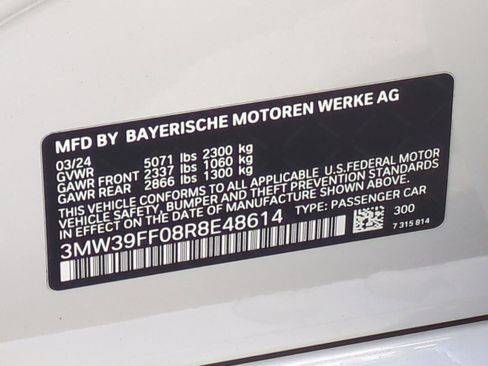 MFD BY BAYERISCHE MOTOREN WERKE AG
03/24
GVWR 5071 lbs 2300 kg
GAWR FRONT 2337 lbs 1060 kg
GAWR REAR 2866 lbs 1300 kg
THIS VEHICLE CONFORMS TO ALL APPLICABLE U.S.FEDERAL MOTOR
VEHICLE SAFETY, BUMPER AND THEFT PREVENTION STANDARDS
IN EFFECT ON THE DATE OF MANUFACTURE SHOWN ABOVE.
3MW39FF08R8E48614 TYPE: PASSENGER CAR
300
7 315 814